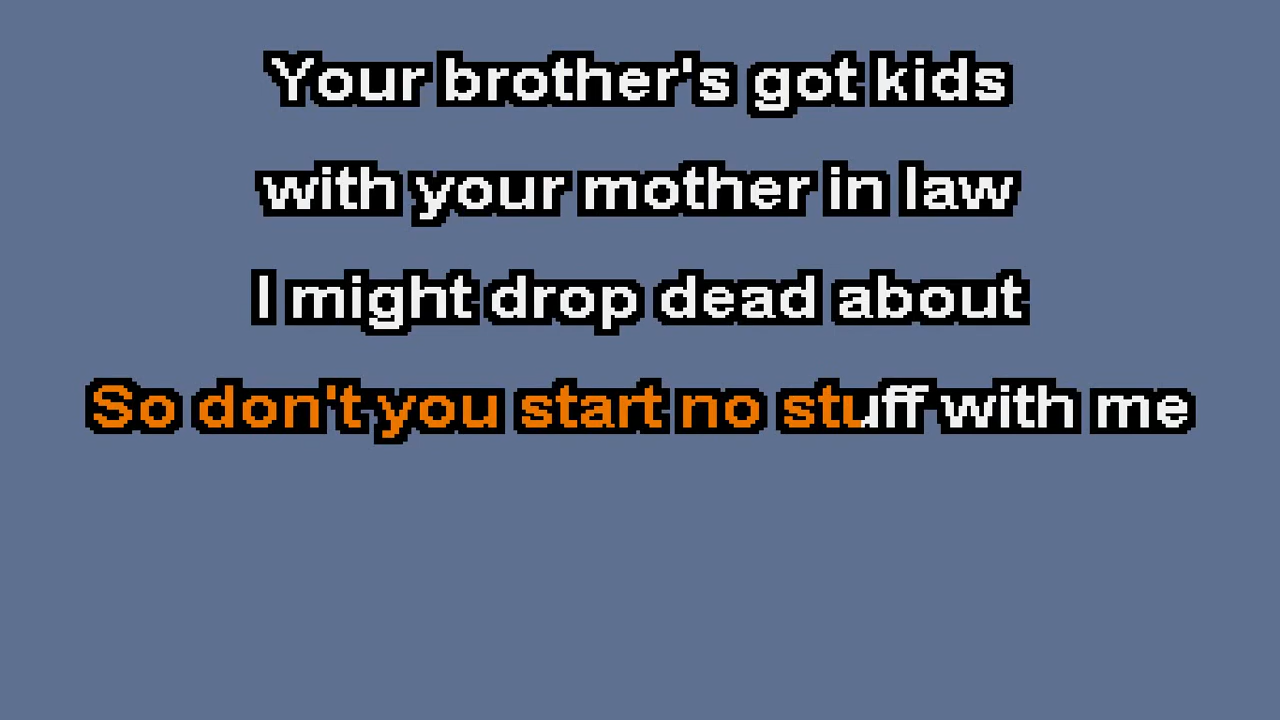 Your brother's got kids
with your mother in law
I might drop dead about
So don't you start no stuff with me